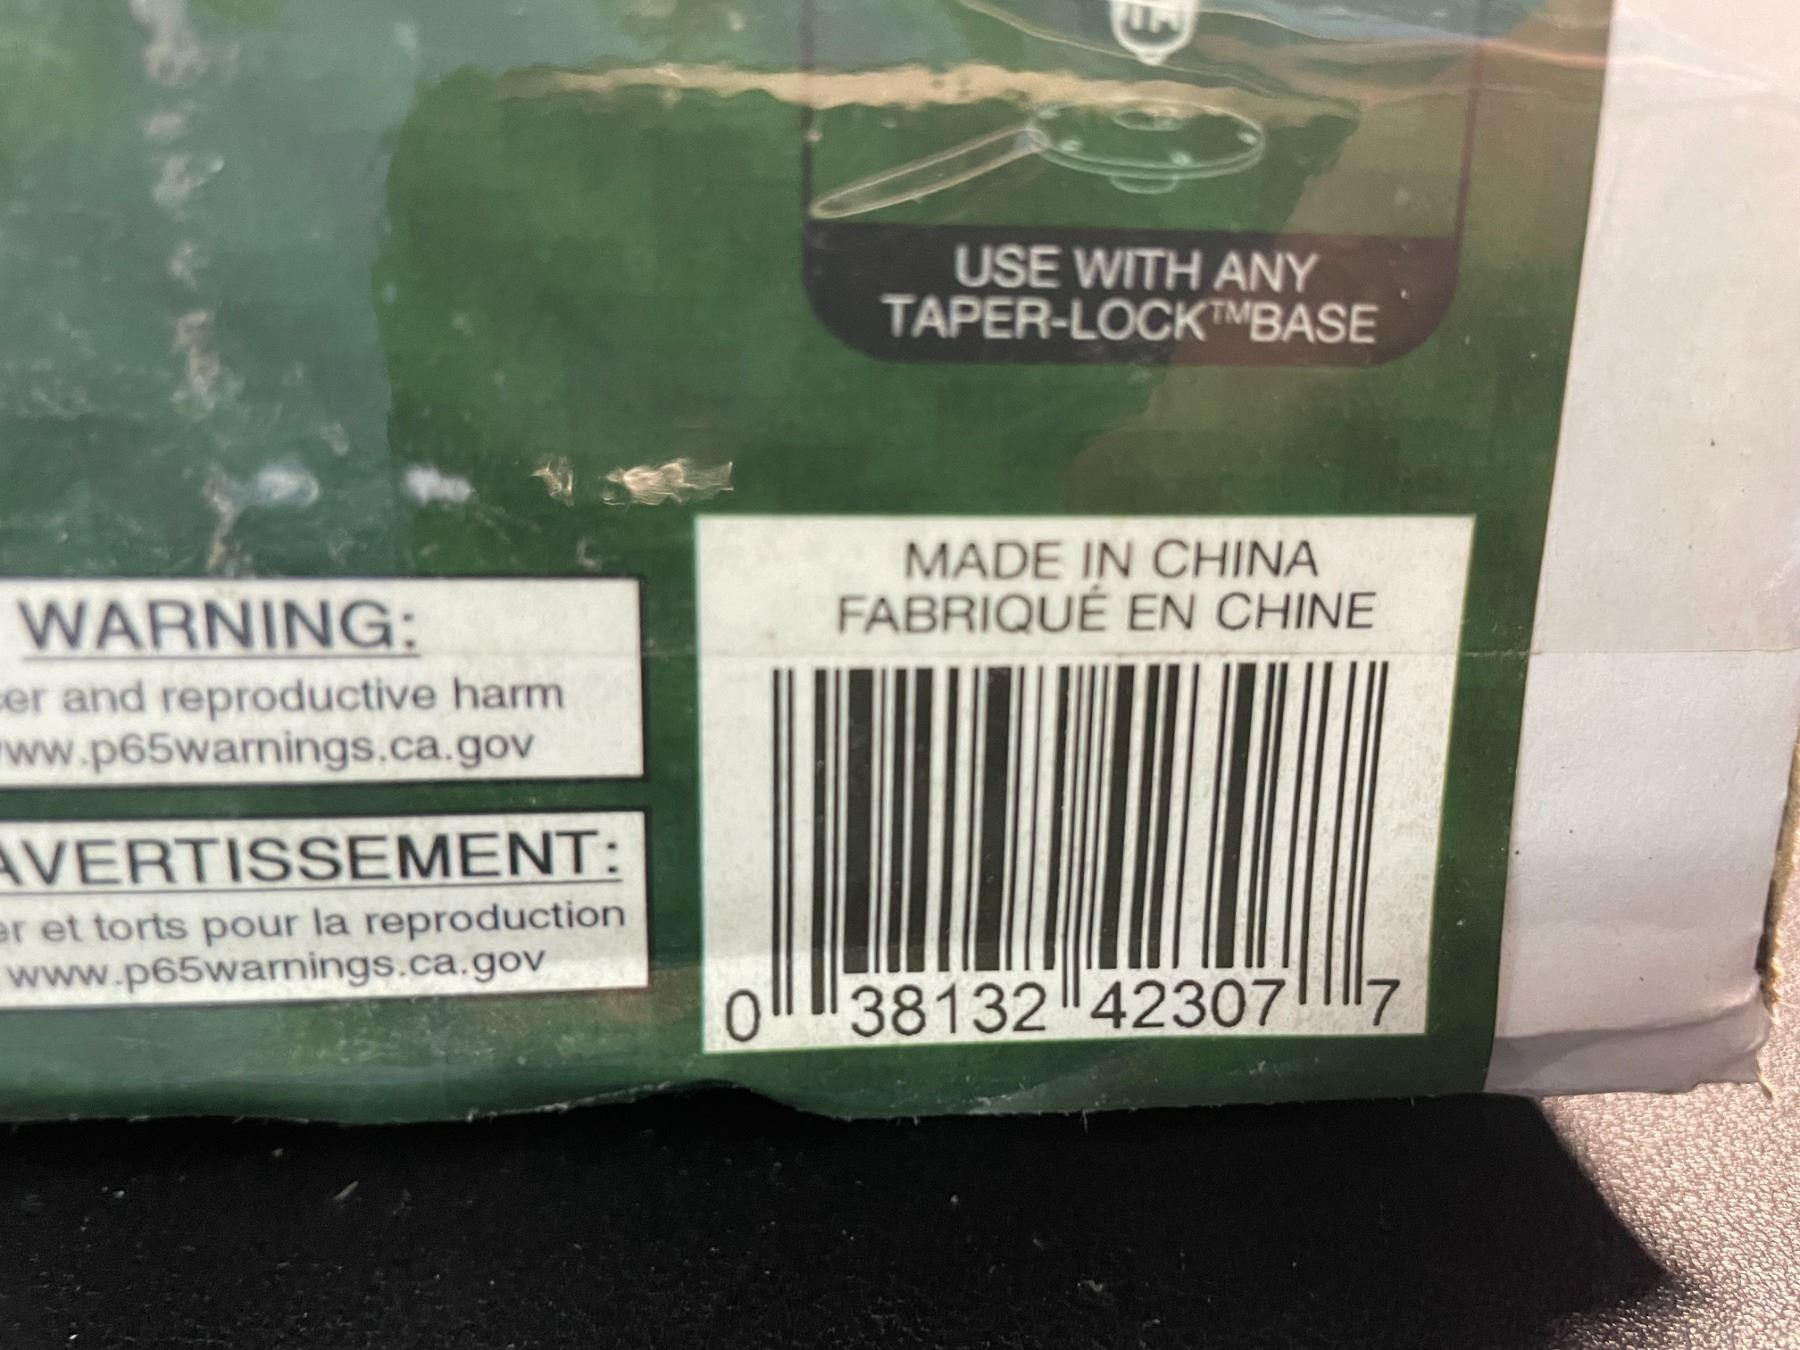 USE WITH ANY
TAPER-LOCK™BASE
MADE IN CHINA
FABRIQUÉ EN CHINE
0 38132 42307 7
WARNING:
er and reproductive harm
ww.p65warnings.ca.gov
AVERTISSEMENT:
er et torts pour la reproduction
www.p65warnings.ca.gov